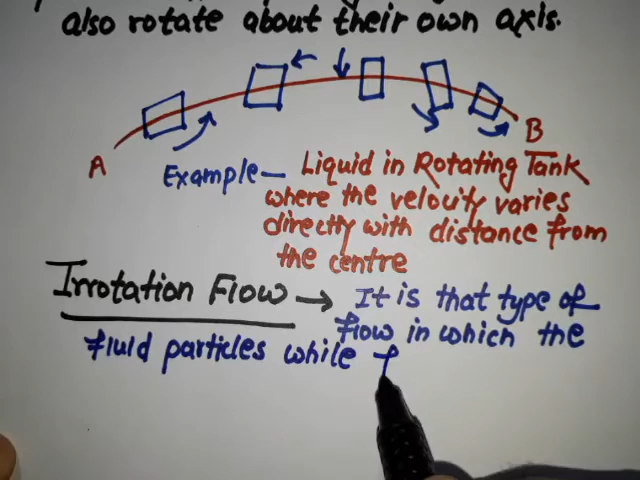 also rotate about their own axis.
A
B
Example - Liquid in Rotating Tank
where the velocity varies
directly with distance from
the centre
Irrotation Flow → It is that type of
flow in which the
fluid particles while f